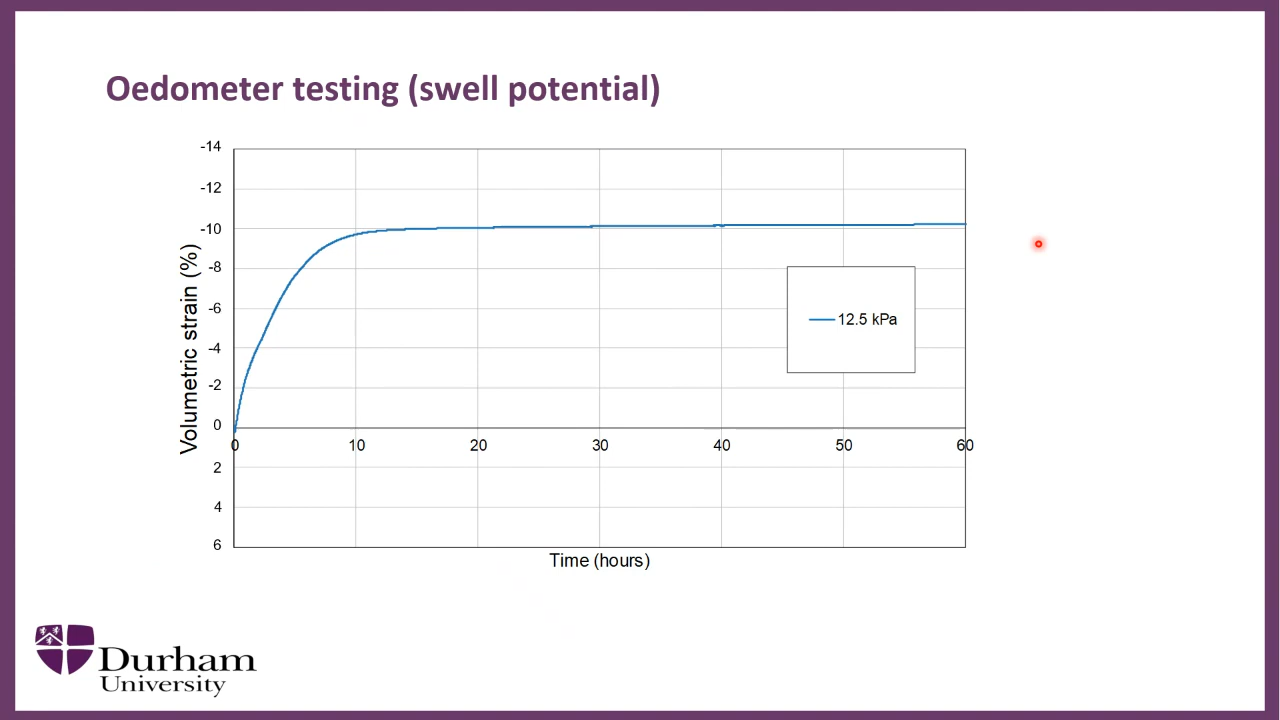 Oedometer testing (swell potential)
-14
-12
-10
-8
-6
-4
-2
0
2
4
6
Volumetric strain (%)
0 10 20 30 40 50 60
12.5 kPa
Time (hours)
Durham
University